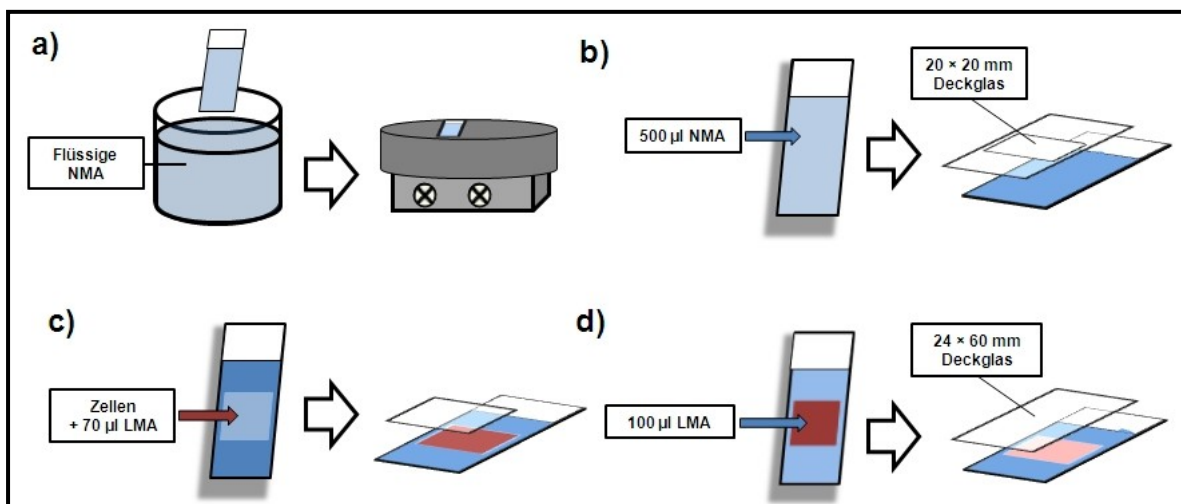 a)
Flüssige
NMA
b)
500 µl NMA
20 × 20 mm
Deckglas
c)
Zellen
+ 70 µl LMA
d)
100 µl LMA
24 × 60 mm
Deckglas